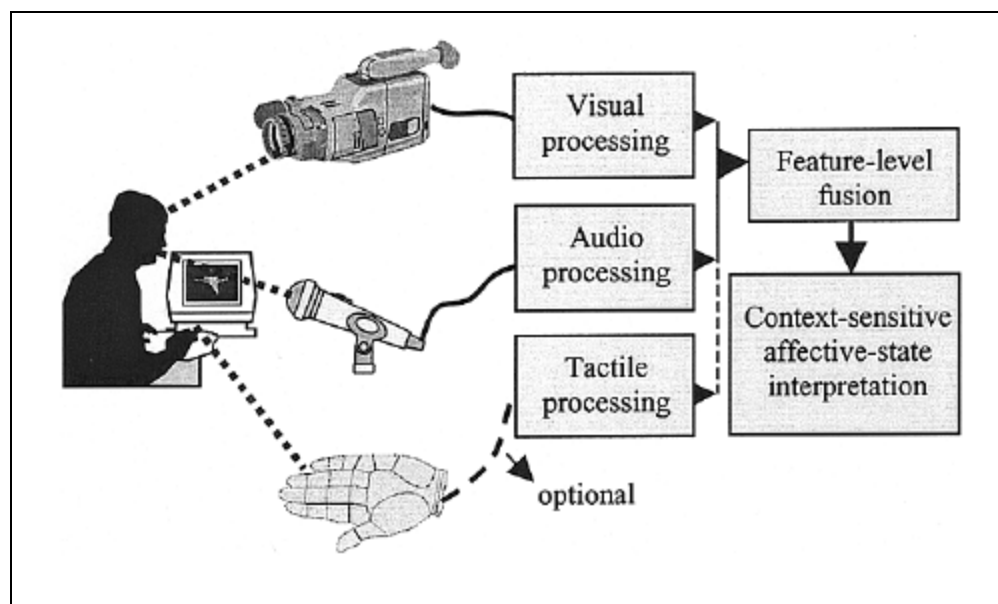 Visual
processing
Feature-level
fusion
Audio
processing
Context-sensitive
affective-state
interpretation
Tactile
processing
optional